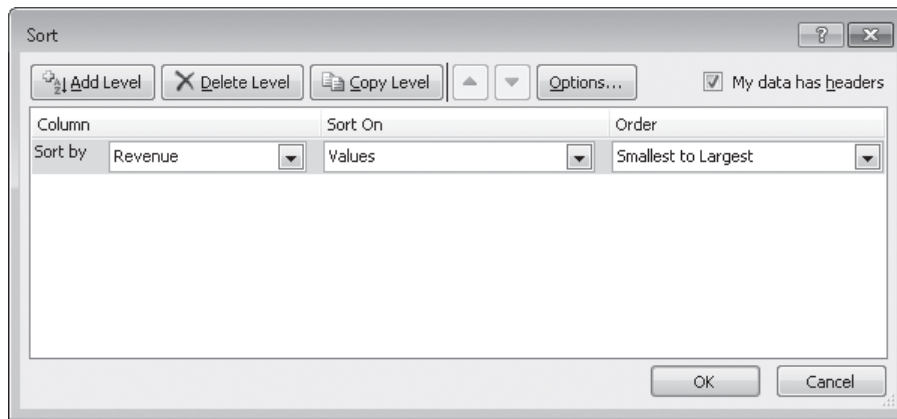 Sort
Add Level Delete Level Copy Level Options... My data has headers
Column Sort On Order
Sort by Revenue Values Smallest to Largest
OK Cancel